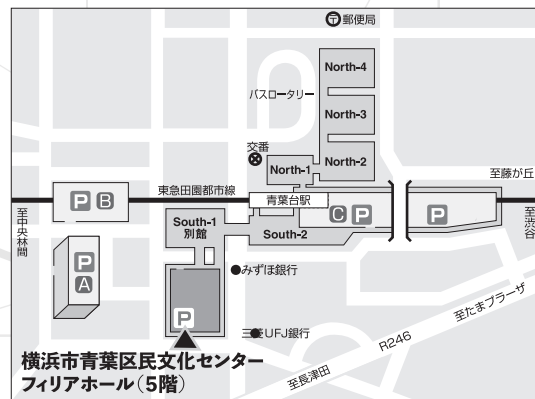 〒郵便局
North-4
バスロータリー
North-3
交番
North-2
North-1
至藤が丘
東急田園都市線
青葉台駅
P B
C P
P
至中央林間
至渋谷
South-1
別館
South-2
P
A
みずほ銀行
至たまプラーザ
P
三菱UFJ銀行
R246
横浜市青葉区民文化センター
フィリアホール(5階)
至長津田